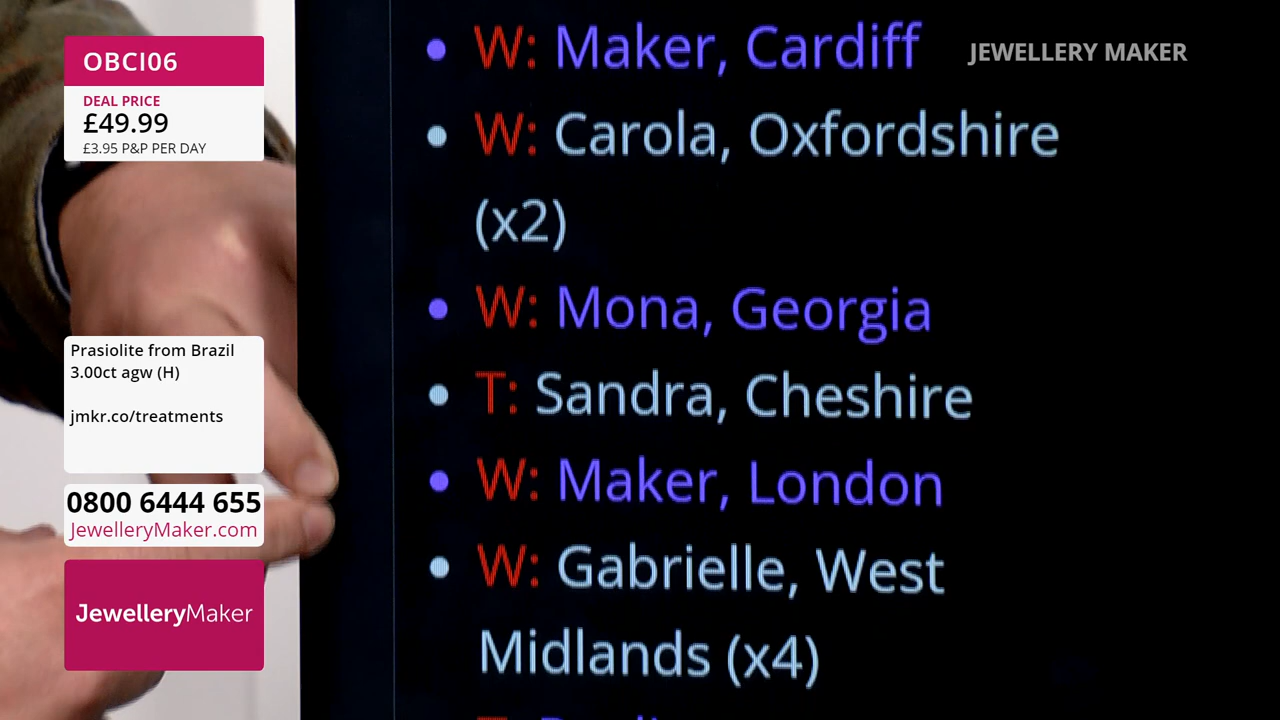 OBCI06
DEAL PRICE
£49.99
£3.95 P&P PER DAY
Prasiolite from Brazil
3.00ct agw (H)
jmkr.co/treatments
0800 6444 655
JewelleryMaker.com
JewelleryMaker
JEWELLERY MAKER
W: Maker, Cardiff
W: Carola, Oxfordshire
(x2)
W: Mona, Georgia
T: Sandra, Cheshire
W: Maker, London
W: Gabrielle, West
Midlands (x4)